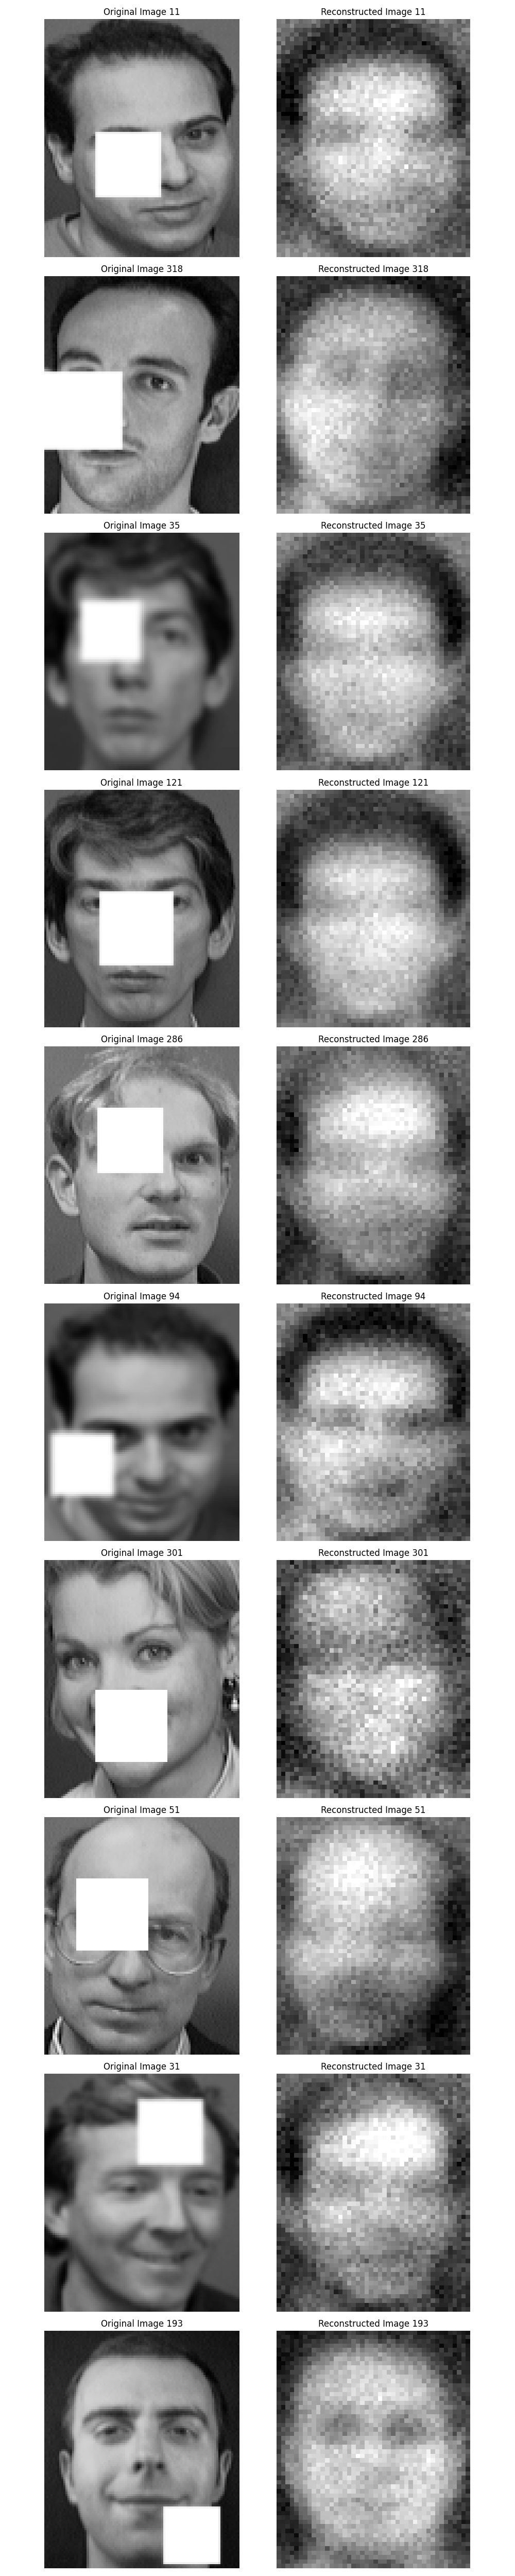 Original Image 11
Reconstructed Image 11
Original Image 318
Reconstructed Image 318
Original Image 35
Reconstructed Image 35
Original Image 121
Reconstructed Image 121
Original Image 286
Reconstructed Image 286
Original Image 94
Reconstructed Image 94
Original Image 301
Reconstructed Image 301
Original Image 51
Reconstructed Image 51
Original Image 31
Reconstructed Image 31
Original Image 193
Reconstructed Image 193